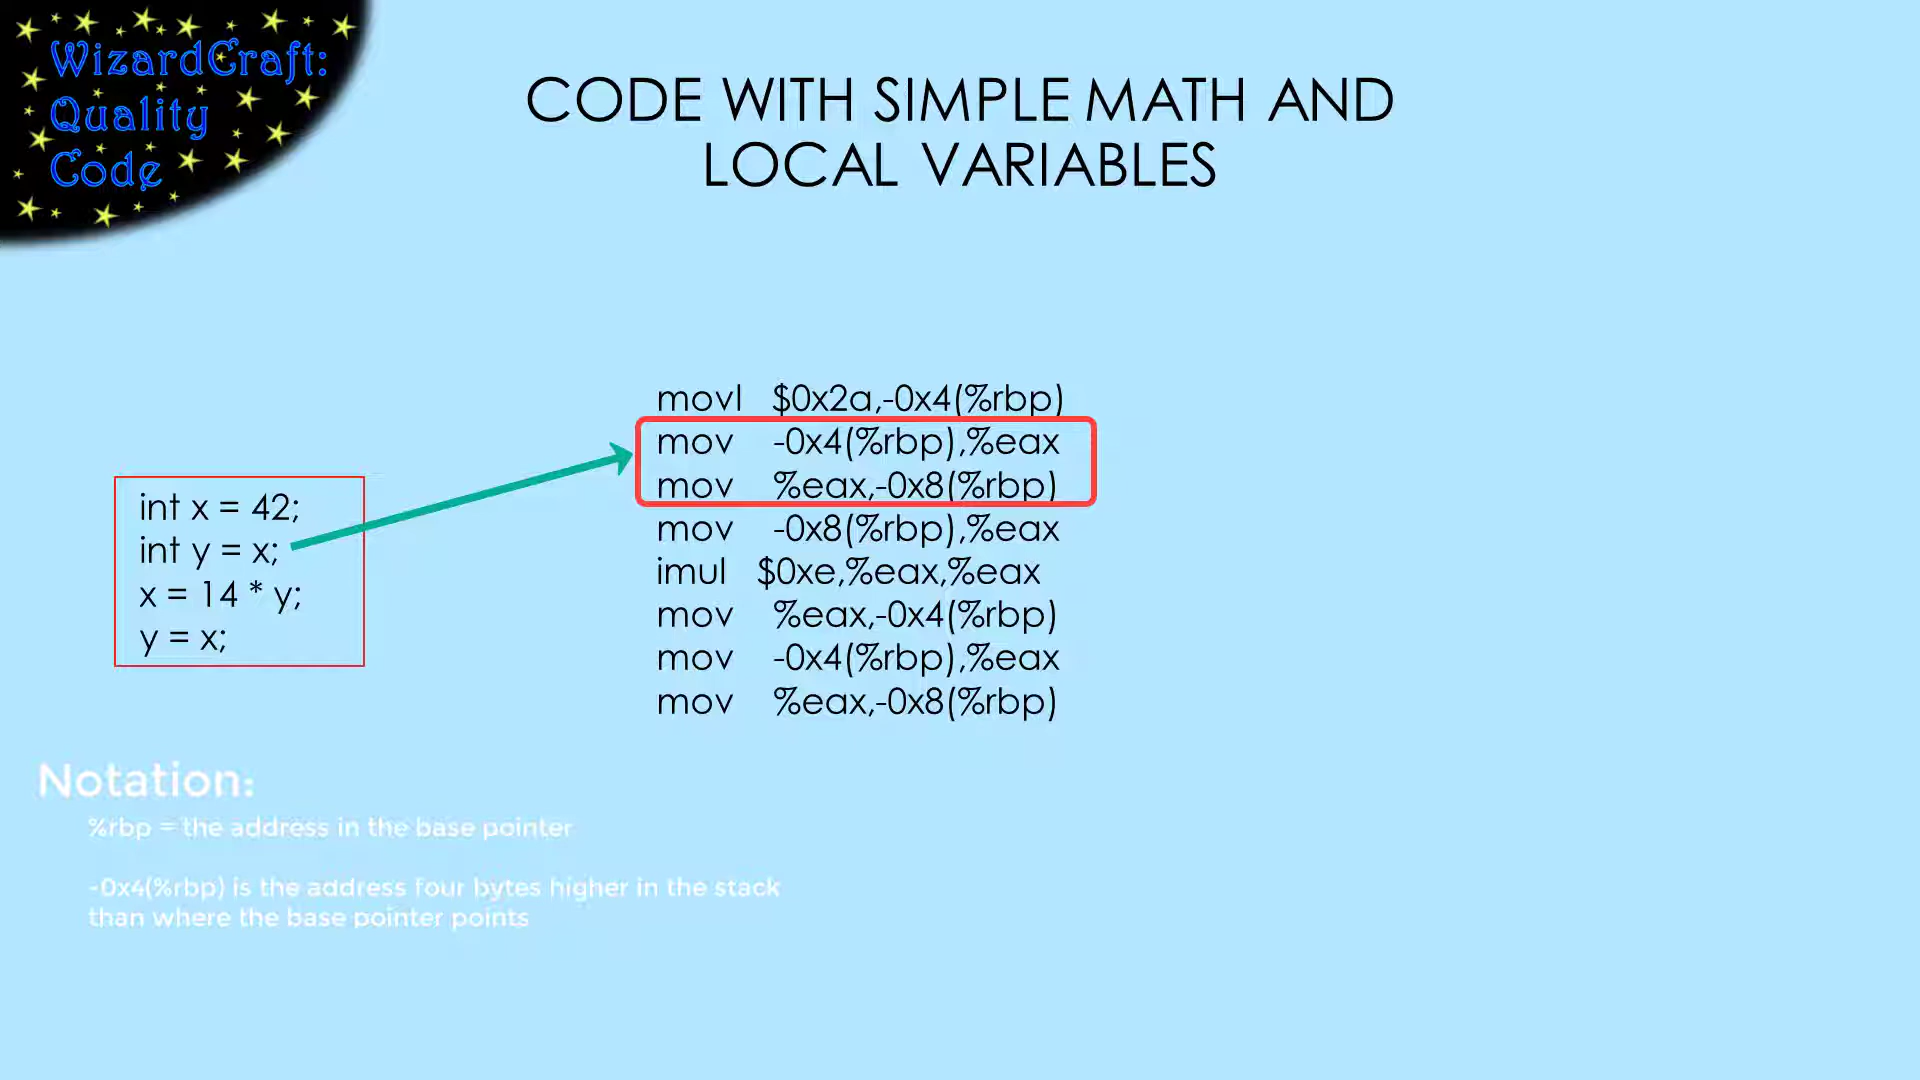 WizardCraft:
Quality
Code
CODE WITH SIMPLE MATH AND
LOCAL VARIABLES
int x = 42;
int y = x;
x = 14 * y;
y = x;
movl $0x2a,-0x4(%rbp)
mov -0x4(%rbp),%eax
mov %eax,-0x8(%rbp)
mov -0x8(%rbp),%eax
imul $0xe,%eax,%eax
mov %eax,-0x4(%rbp)
mov -0x4(%rbp),%eax
mov %eax,-0x8(%rbp)
Notation:
%rbp = the address in the base pointer
-0x4(%rbp) is the address four bytes higher in the stack
than where the base pointer points